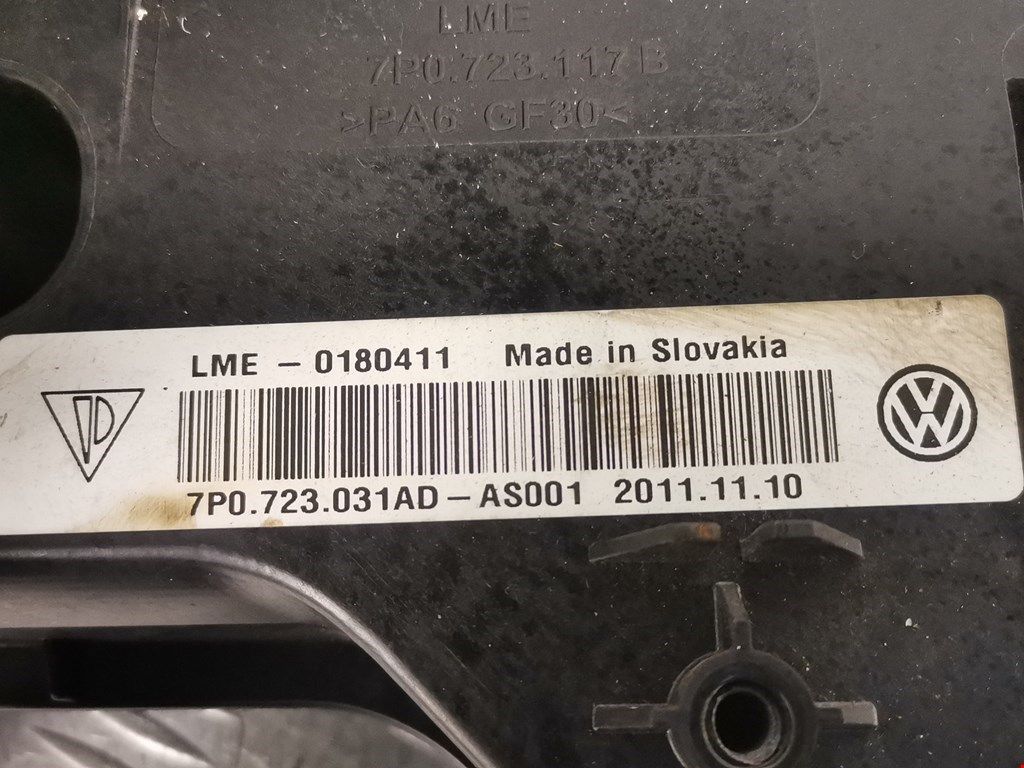 LME
7P0.723.117 B
>PA6 GF30<
LME - 0180411 Made in Slovakia
7P0.723.031AD - AS001 2011.11.10